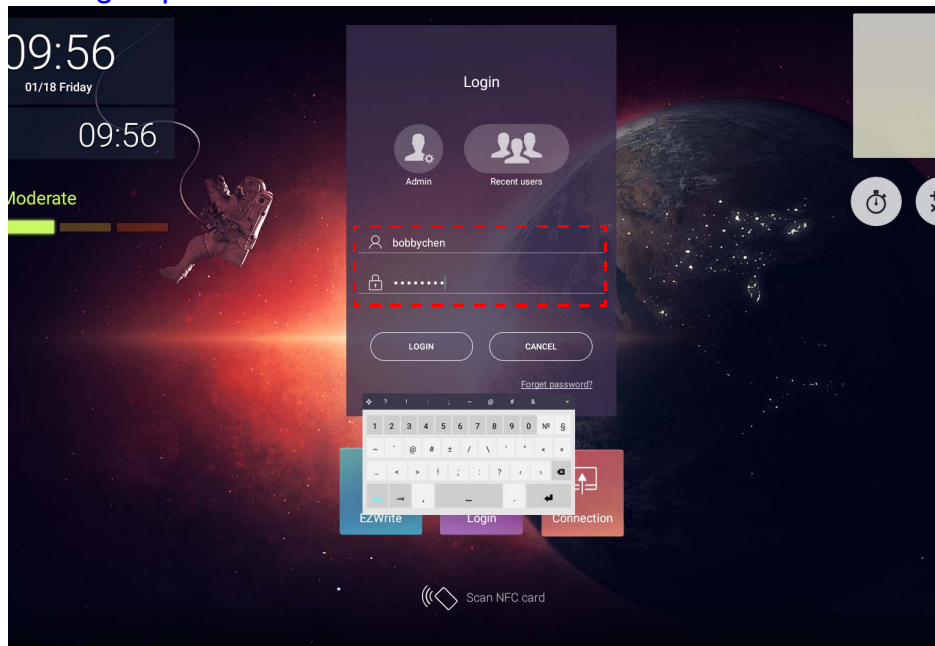 09:56
01/18 Friday
09:56
Moderate
Login
Admin
Recent users
bobbychen
••••••••
LOGIN
CANCEL
Forget password?
? ! : ; ~ @ # &
1 2 3 4 5 6 7 8 9 0 № §
~ ` @ # ± / \ ' " « »
_ < > ! ; : ? ‹ ›
, .
EZWrite
Login
Connection
Scan NFC card